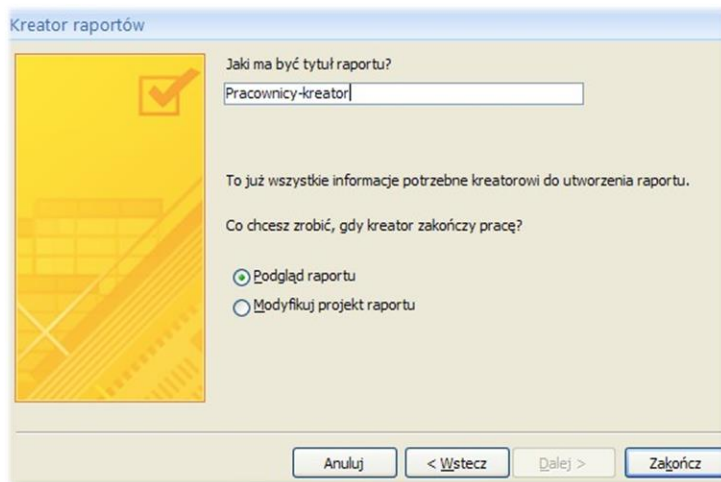 Kreator raportów
Jaki ma być tytuł raportu?
Pracownicy-kreator
To już wszystkie informacje potrzebne kreatorowi do utworzenia raportu.
Co chcesz zrobić, gdy kreator zakończy pracę?
Podgląd raportu
Modyfikuj projekt raportu
Anuluj < Wstecz Dalej > Zakończ